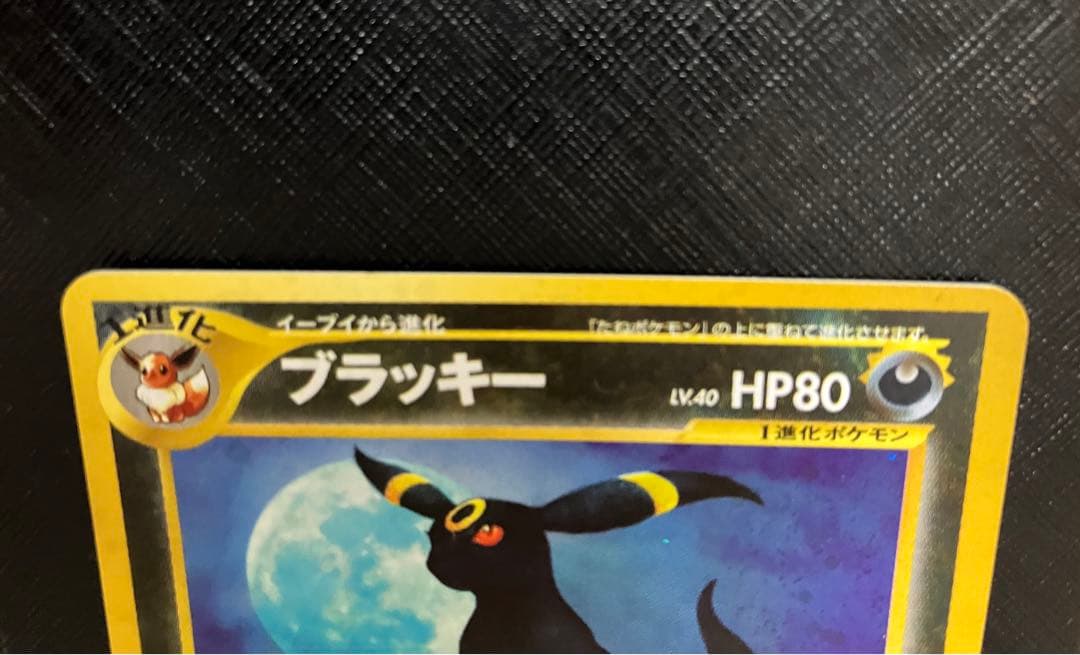 1進化
イーブイから進化
「たねポケモン」の上に重ねて進化させます。
ブラッキー
LV.40 HP80
1進化ポケモン